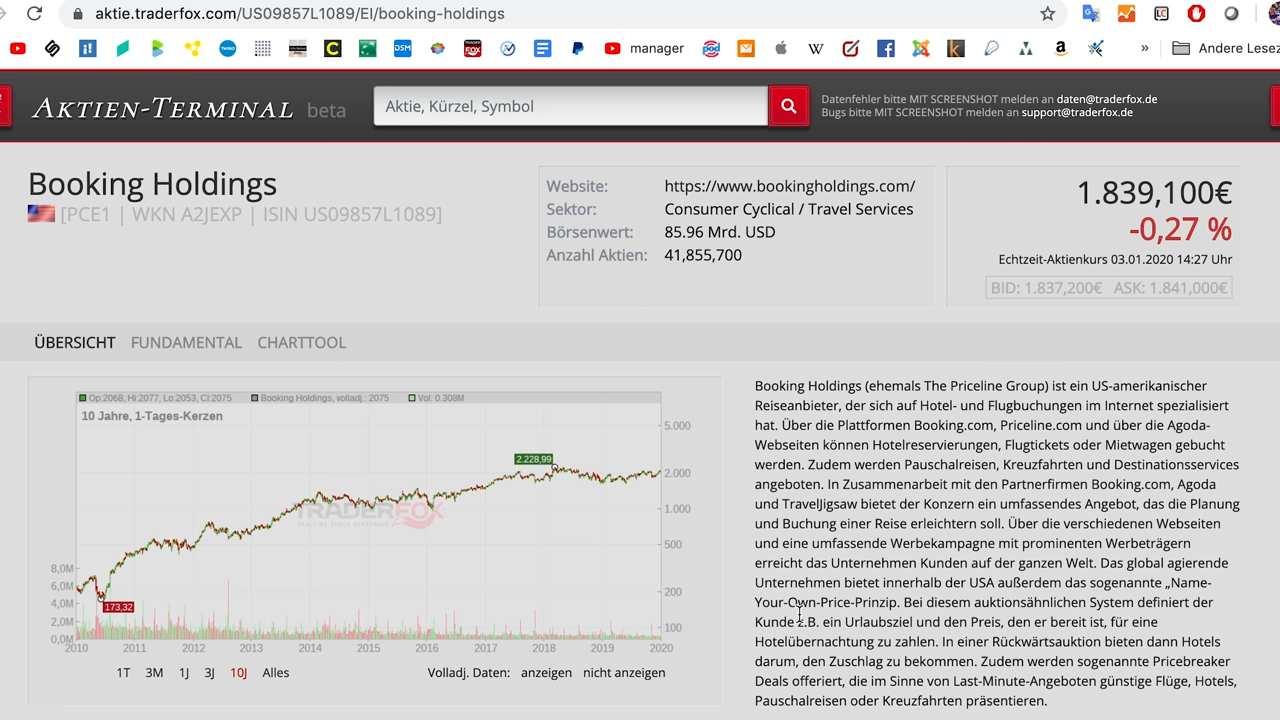 aktie.traderfox.com/US09857L1089/EI/booking-holdings
manager
»
Andere Lesez
AKTIEN-TERMINAL beta
Aktie, Kürzel, Symbol
Datenfehler bitte MIT SCREENSHOT melden an daten@traderfox.de
Bugs bitte MIT SCREENSHOT melden an support@traderfox.de
Booking Holdings
[PCE1 | WKN A2JEXP | ISIN US09857L1089]
Website: https://www.bookingholdings.com/
Sektor: Consumer Cyclical / Travel Services
Börsenwert: 85.96 Mrd. USD
Anzahl Aktien: 41,855,700
1.839,100€
-0,27 %
Echtzeit-Aktienkurs 03.01.2020 14:27 Uhr
BID: 1.837,200€ ASK: 1.841,000€
ÜBERSICHT FUNDAMENTAL CHARTTOOL
Op:2068, Hi:2077, Lo:2053, Cl:2075 Booking Holdings, volladj.: 2075 Vol: 0.308M
10 Jahre, 1-Tages-Kerzen
5.000
2.228,99
2.000
1.000
TRADERFOX
500
8,0M
6,0M
200
4,0M
173,32
2,0M
100
0,0M
2010 2011 2012 2013 2014 2015 2016 2017 2018 2019 2020
1T 3M 1J 3J 10J Alles
Volladj. Daten: anzeigen nicht anzeigen
Booking Holdings (ehemals The Priceline Group) ist ein US-amerikanischer
Reiseanbieter, der sich auf Hotel- und Flugbuchungen im Internet spezialisiert
hat. Über die Plattformen Booking.com, Priceline.com und über die Agoda-
Webseiten können Hotelreservierungen, Flugtickets oder Mietwagen gebucht
werden. Zudem werden Pauschalreisen, Kreuzfahrten und Destinationsservices
angeboten. In Zusammenarbeit mit den Partnerfirmen Booking.com, Agoda
und TravelJigsaw bietet der Konzern ein umfassendes Angebot, das die Planung
und Buchung einer Reise erleichtern soll. Über die verschiedenen Webseiten
und eine umfassende Werbekampagne mit prominenten Werbeträgern
erreicht das Unternehmen Kunden auf der ganzen Welt. Das global agierende
Unternehmen bietet innerhalb der USA außerdem das sogenannte „Name-
Your-Own-Price-Prinzip. Bei diesem auktionsähnlichen System definiert der
Kunde z.B. ein Urlaubsziel und den Preis, den er bereit ist, für eine
Hotelübernachtung zu zahlen. In einer Rückwärtsauktion bieten dann Hotels
darum, den Zuschlag zu bekommen. Zudem werden sogenannte Pricebreaker
Deals offeriert, die im Sinne von Last-Minute-Angeboten günstige Flüge, Hotels,
Pauschalreisen oder Kreuzfahrten präsentieren.